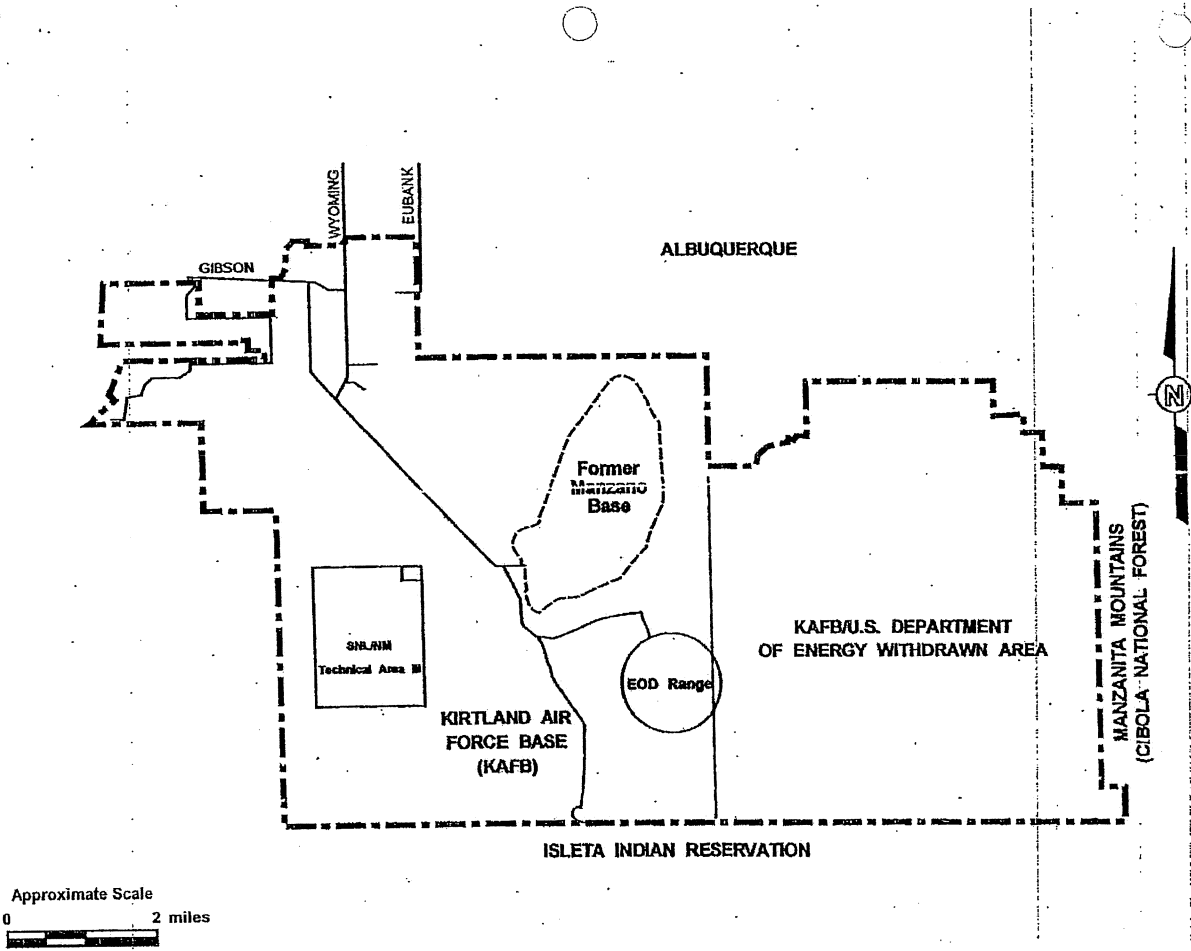 WYOMING
EUBANK
GIBSON
ALBUQUERQUE
N
Former
Manzano
Base
SNL/NM
Technical Area III
EOD Range
KAFB/U.S. DEPARTMENT
OF ENERGY WITHDRAWN AREA
MANZANITA MOUNTAINS
(CIBOLA NATIONAL FOREST)
KIRTLAND AIR
FORCE BASE
(KAFB)
ISLETA INDIAN RESERVATION
Approximate Scale
0 2 miles